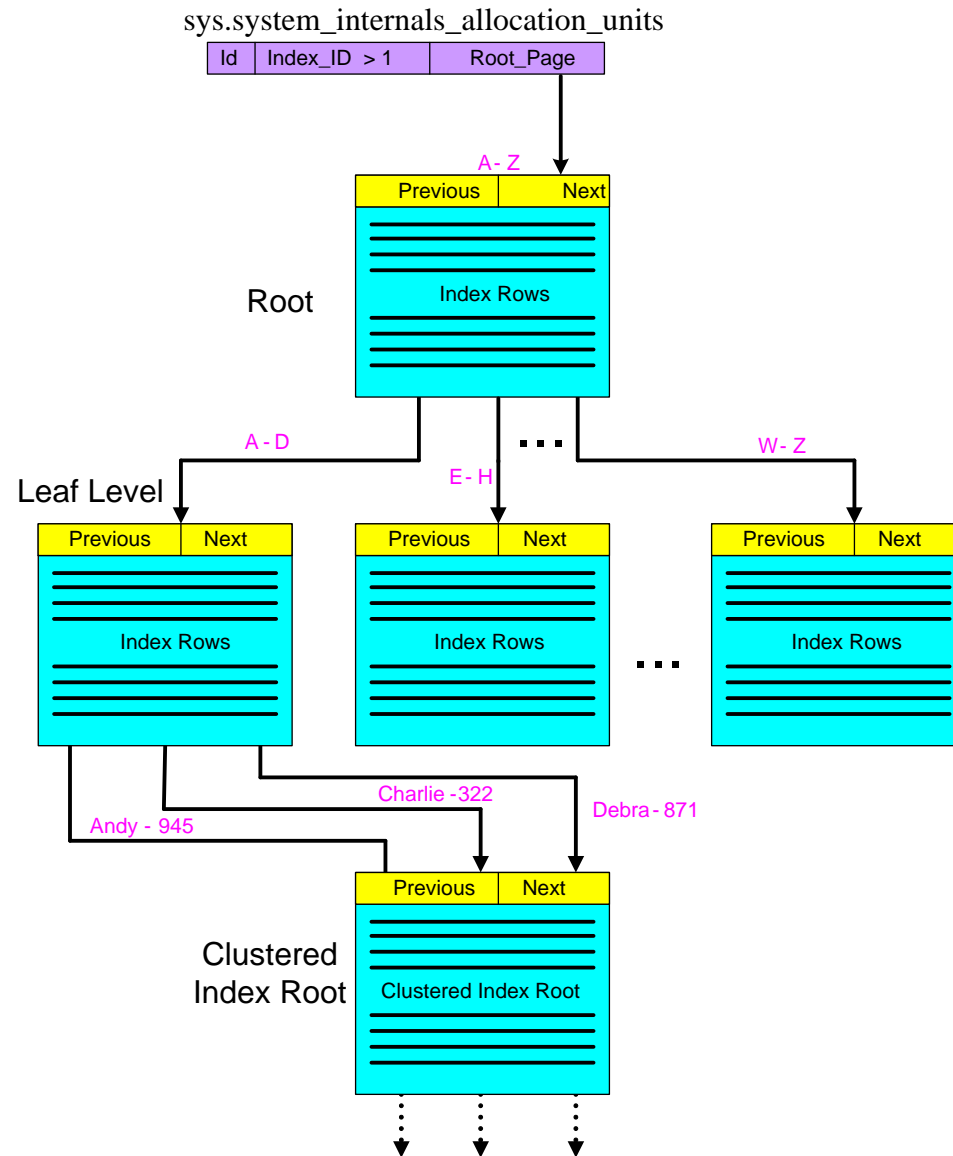 sys.system_internals_allocation_units
Id Index_ID > 1 Root_Page
A - Z
Previous Next
Root
Index Rows
A - D
E - H
W - Z
Leaf Level
Previous Next
Previous Next
Previous Next
Index Rows
Index Rows
Index Rows
Charlie - 322
Debra - 871
Andy - 945
Previous Next
Clustered
Index Root
Clustered Index Root